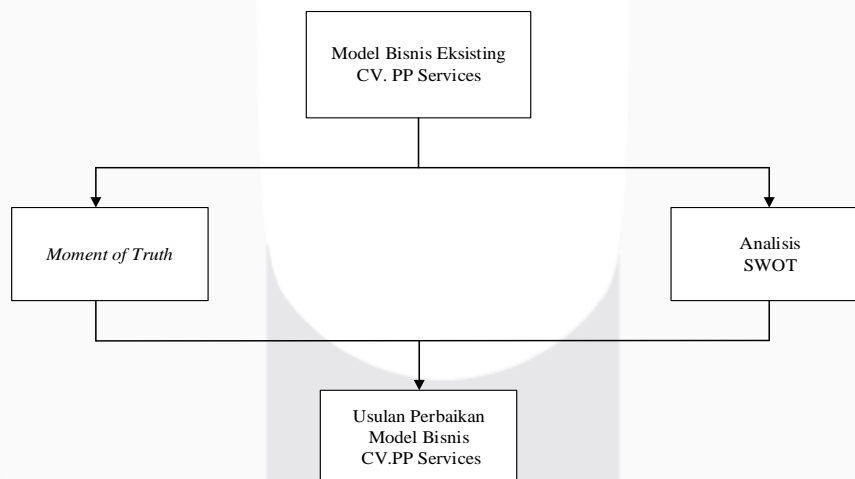 Model Bisnis Eksisting
CV. PP Services
Moment of Truth
Analisis
SWOT
Usulan Perbaikan
Model Bisnis
CV.PP Services